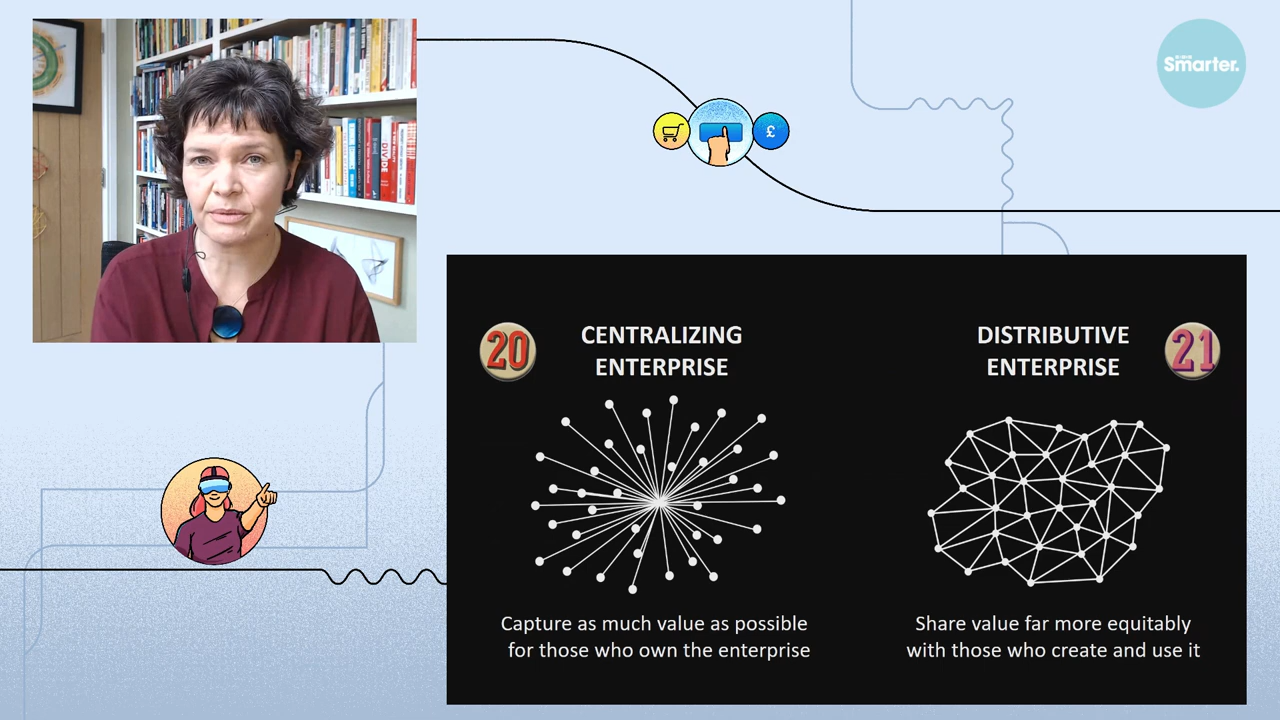 Smarter.
£
DIVIDE
20
CENTRALIZING
ENTERPRISE
DISTRIBUTIVE
ENTERPRISE
21
Capture as much value as possible
for those who own the enterprise
Share value far more equitably
with those who create and use it